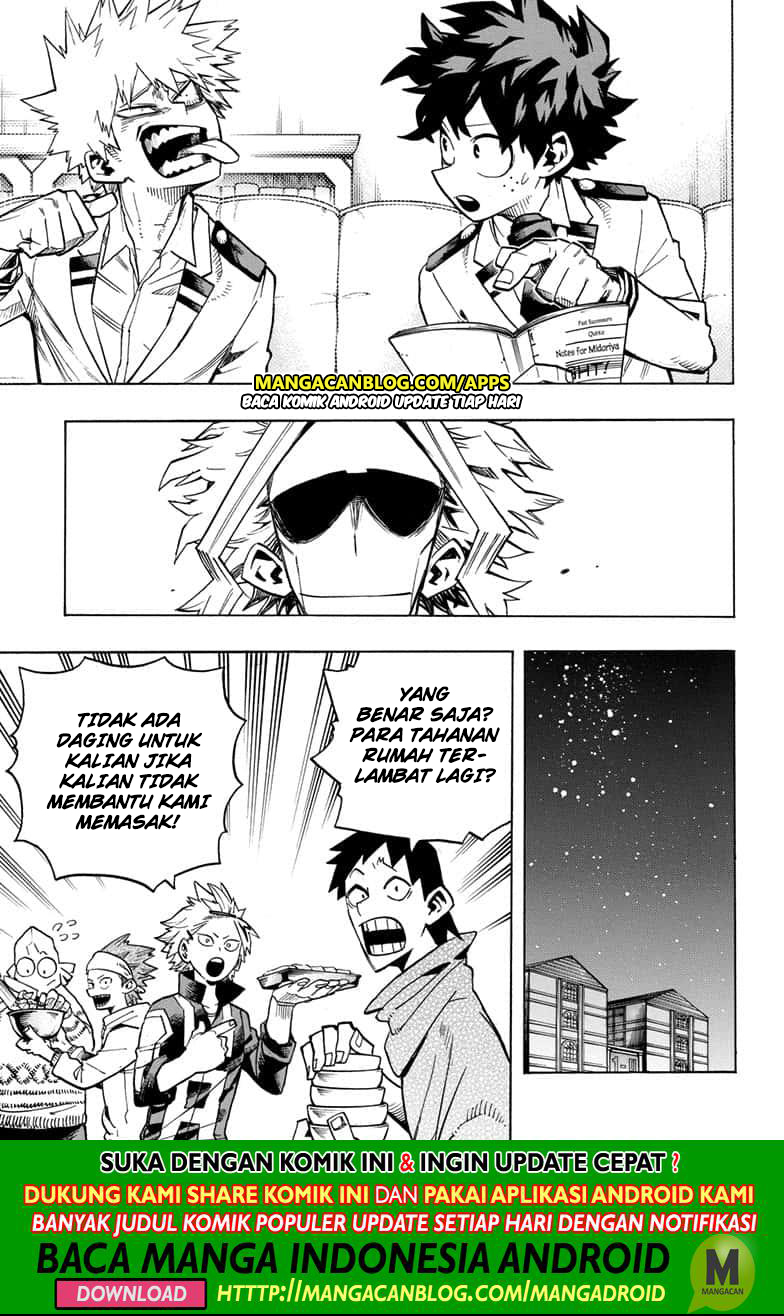 Past Successors
Quirks
Notes for Midoriya
MANGACANBLOG.COM/APPS
BACA KOMIK ANDROID UPDATE TIAP HARI
YANG
BENAR SAJA?
PARA TAHANAN
RUMAH TER-
LAMBAT LAGI?
TIDAK ADA
DAGING UNTUK
KALIAN JIKA
KALIAN TIDAK
MEMBANTU KAMI
MEMASAK!
SUKA DENGAN KOMIK INI & INGIN UPDATE CEPAT ?
DUKUNG KAMI SHARE KOMIK INI DAN PAKAI APLIKASI ANDROID KAMI
BANYAK JUDUL KOMIK POPULER UPDATE SETIAP HARI DENGAN NOTIFIKASI
BACA MANGA INDONESIA ANDROID
DOWNLOAD HTTTP://MANGACANBLOG.COM/MANGADROID
M
MANGACAN